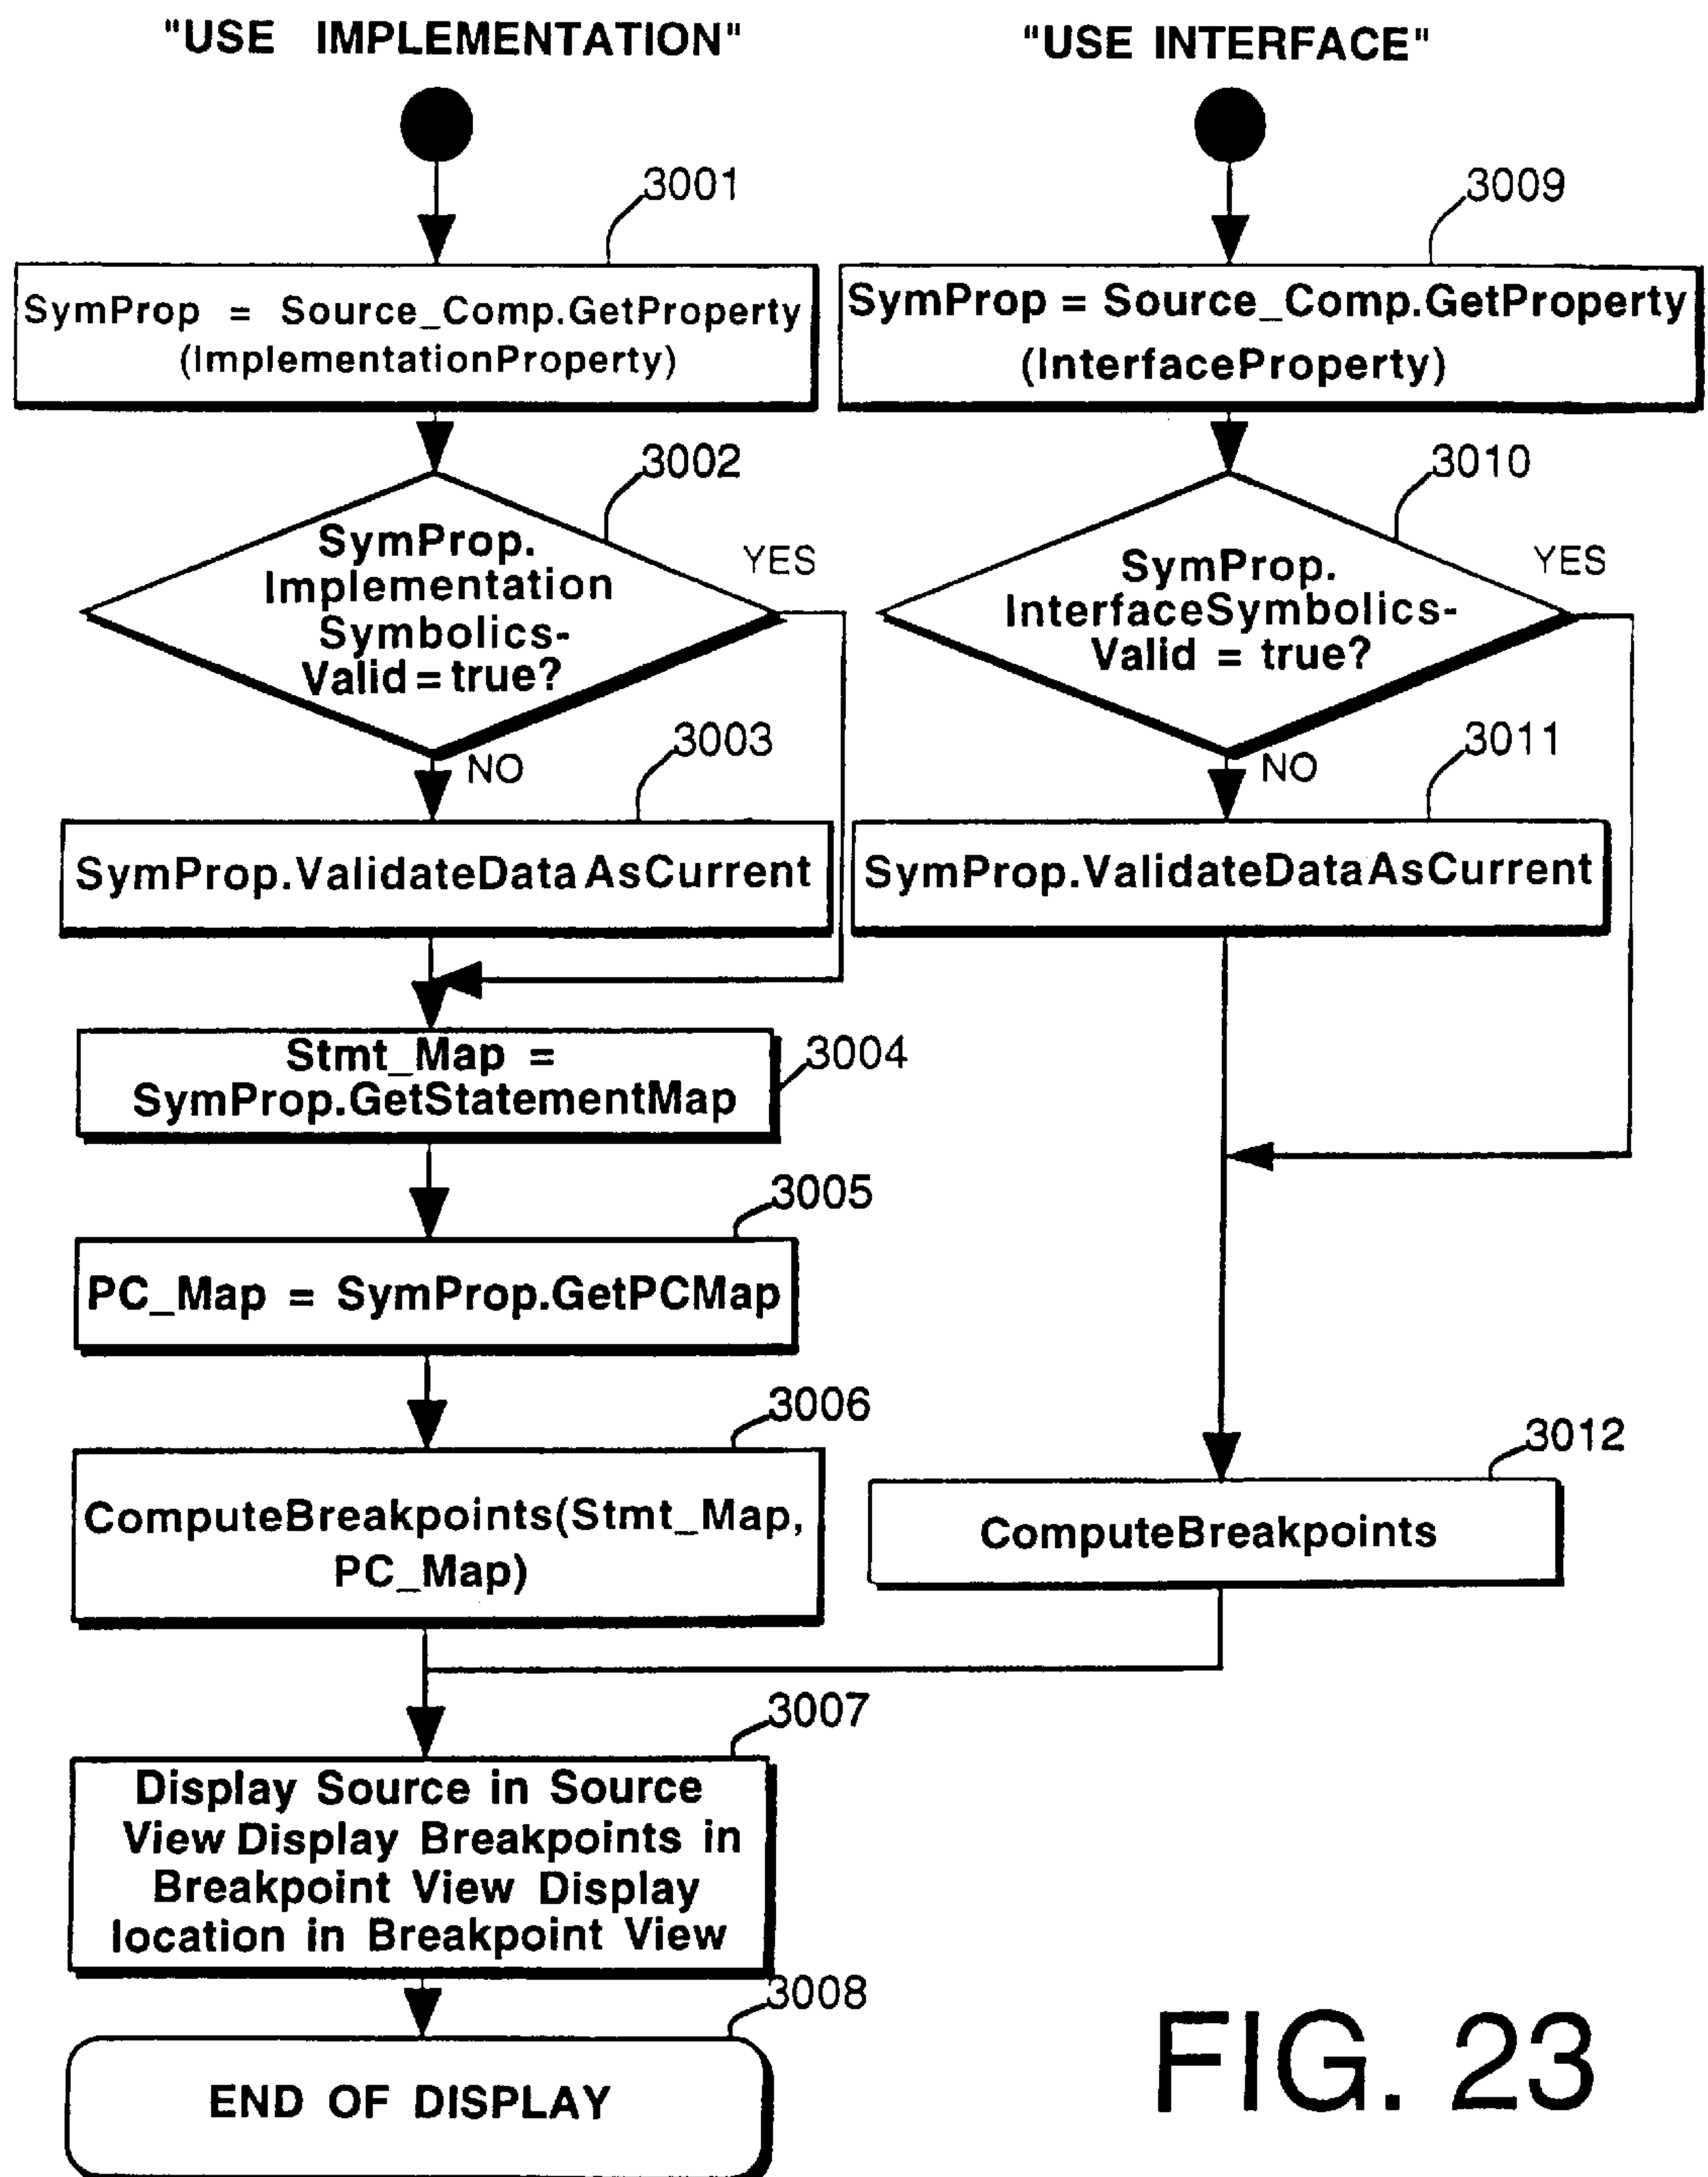 "USE IMPLEMENTATION"
"USE INTERFACE"
3001
SymProp = Source_Comp.GetProperty
(ImplementationProperty)
3009
SymProp = Source_Comp.GetProperty
(InterfaceProperty)
3002
SymProp.
Implementation
Symbolics-
Valid = true?
YES
NO
3010
SymProp.
InterfaceSymbolics-
Valid = true?
YES
NO
3003
SymProp.ValidateDataAsCurrent
3011
SymProp.ValidateDataAsCurrent
Stmt_Map =
SymProp.GetStatementMap
3004
3005
PC_Map = SymProp.GetPCMap
3006
ComputeBreakpoints(Stmt_Map,
PC_Map)
3012
ComputeBreakpoints
3007
Display Source in Source
View Display Breakpoints in
Breakpoint View Display
location in Breakpoint View
3008
END OF DISPLAY
FIG. 23